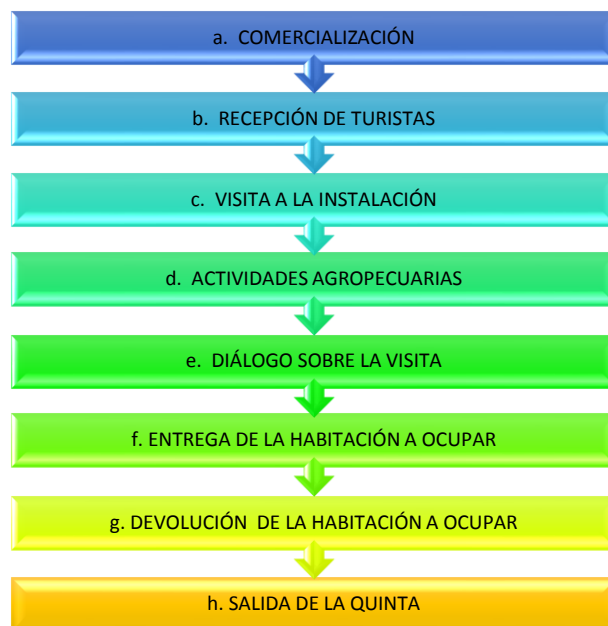 a. COMERCIALIZACIÓN
b. RECEPCIÓN DE TURISTAS
c. VISITA A LA INSTALACIÓN
d. ACTIVIDADES AGROPECUARIAS
e. DIÁLOGO SOBRE LA VISITA
f. ENTREGA DE LA HABITACIÓN A OCUPAR
g. DEVOLUCIÓN DE LA HABITACIÓN A OCUPAR
h. SALIDA DE LA QUINTA